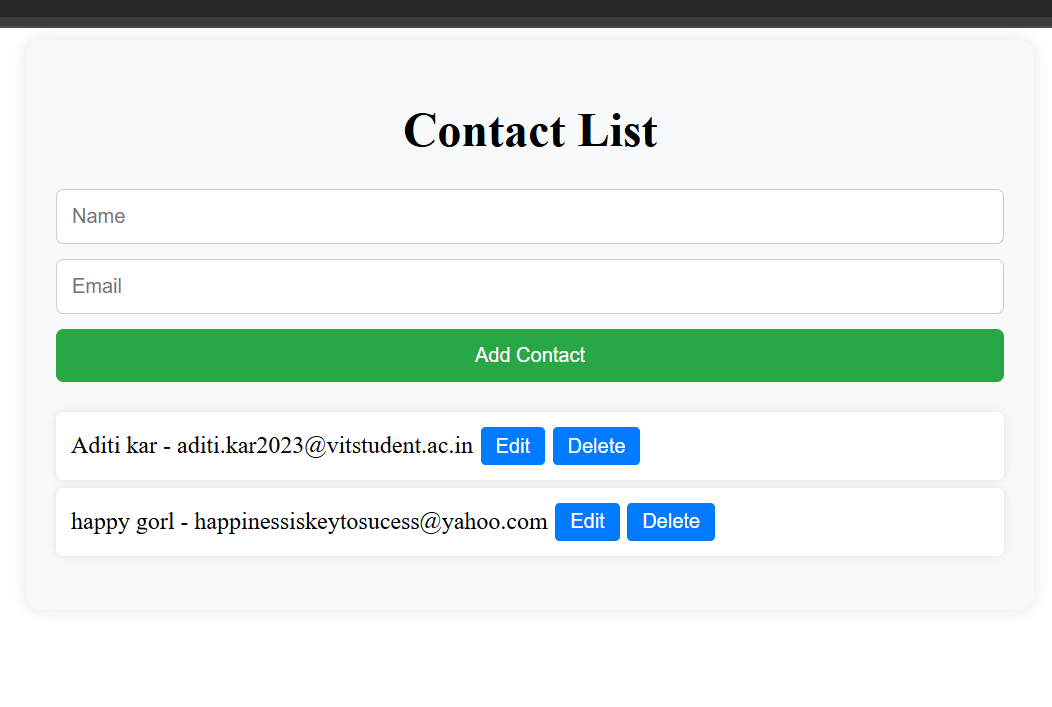 Contact List
Name
Email
Add Contact
Aditi kar - aditi.kar2023@vitstudent.ac.in Edit Delete
happy gorl - happinessiskeytosucess@yahoo.com Edit Delete